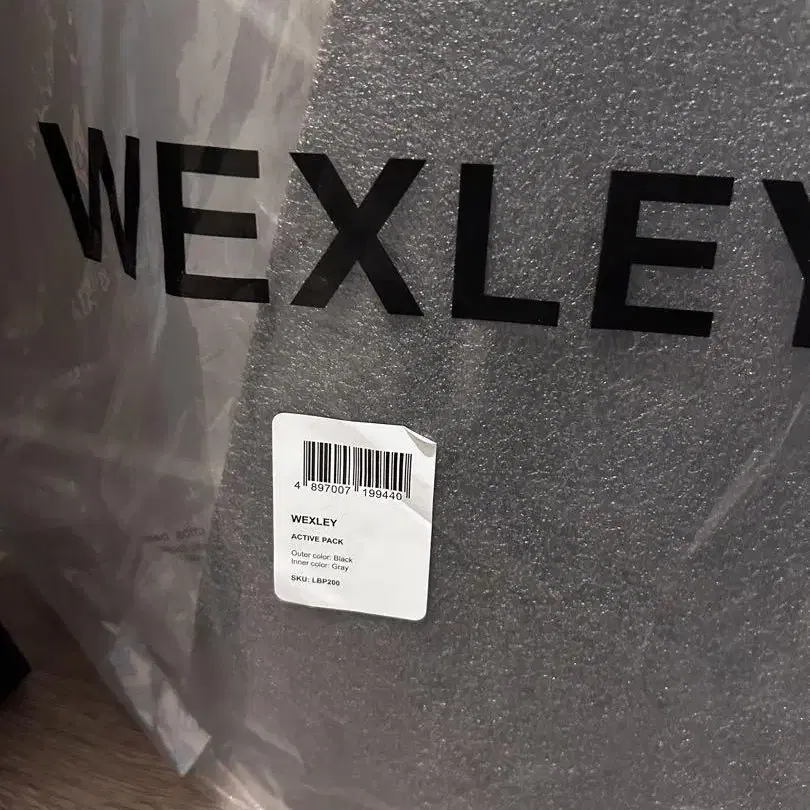 WEXLEY
4 897007 199440
WEXLEY
ACTIVE PACK
Outer color: Black
Inner color: Gray
SKU: LBP200